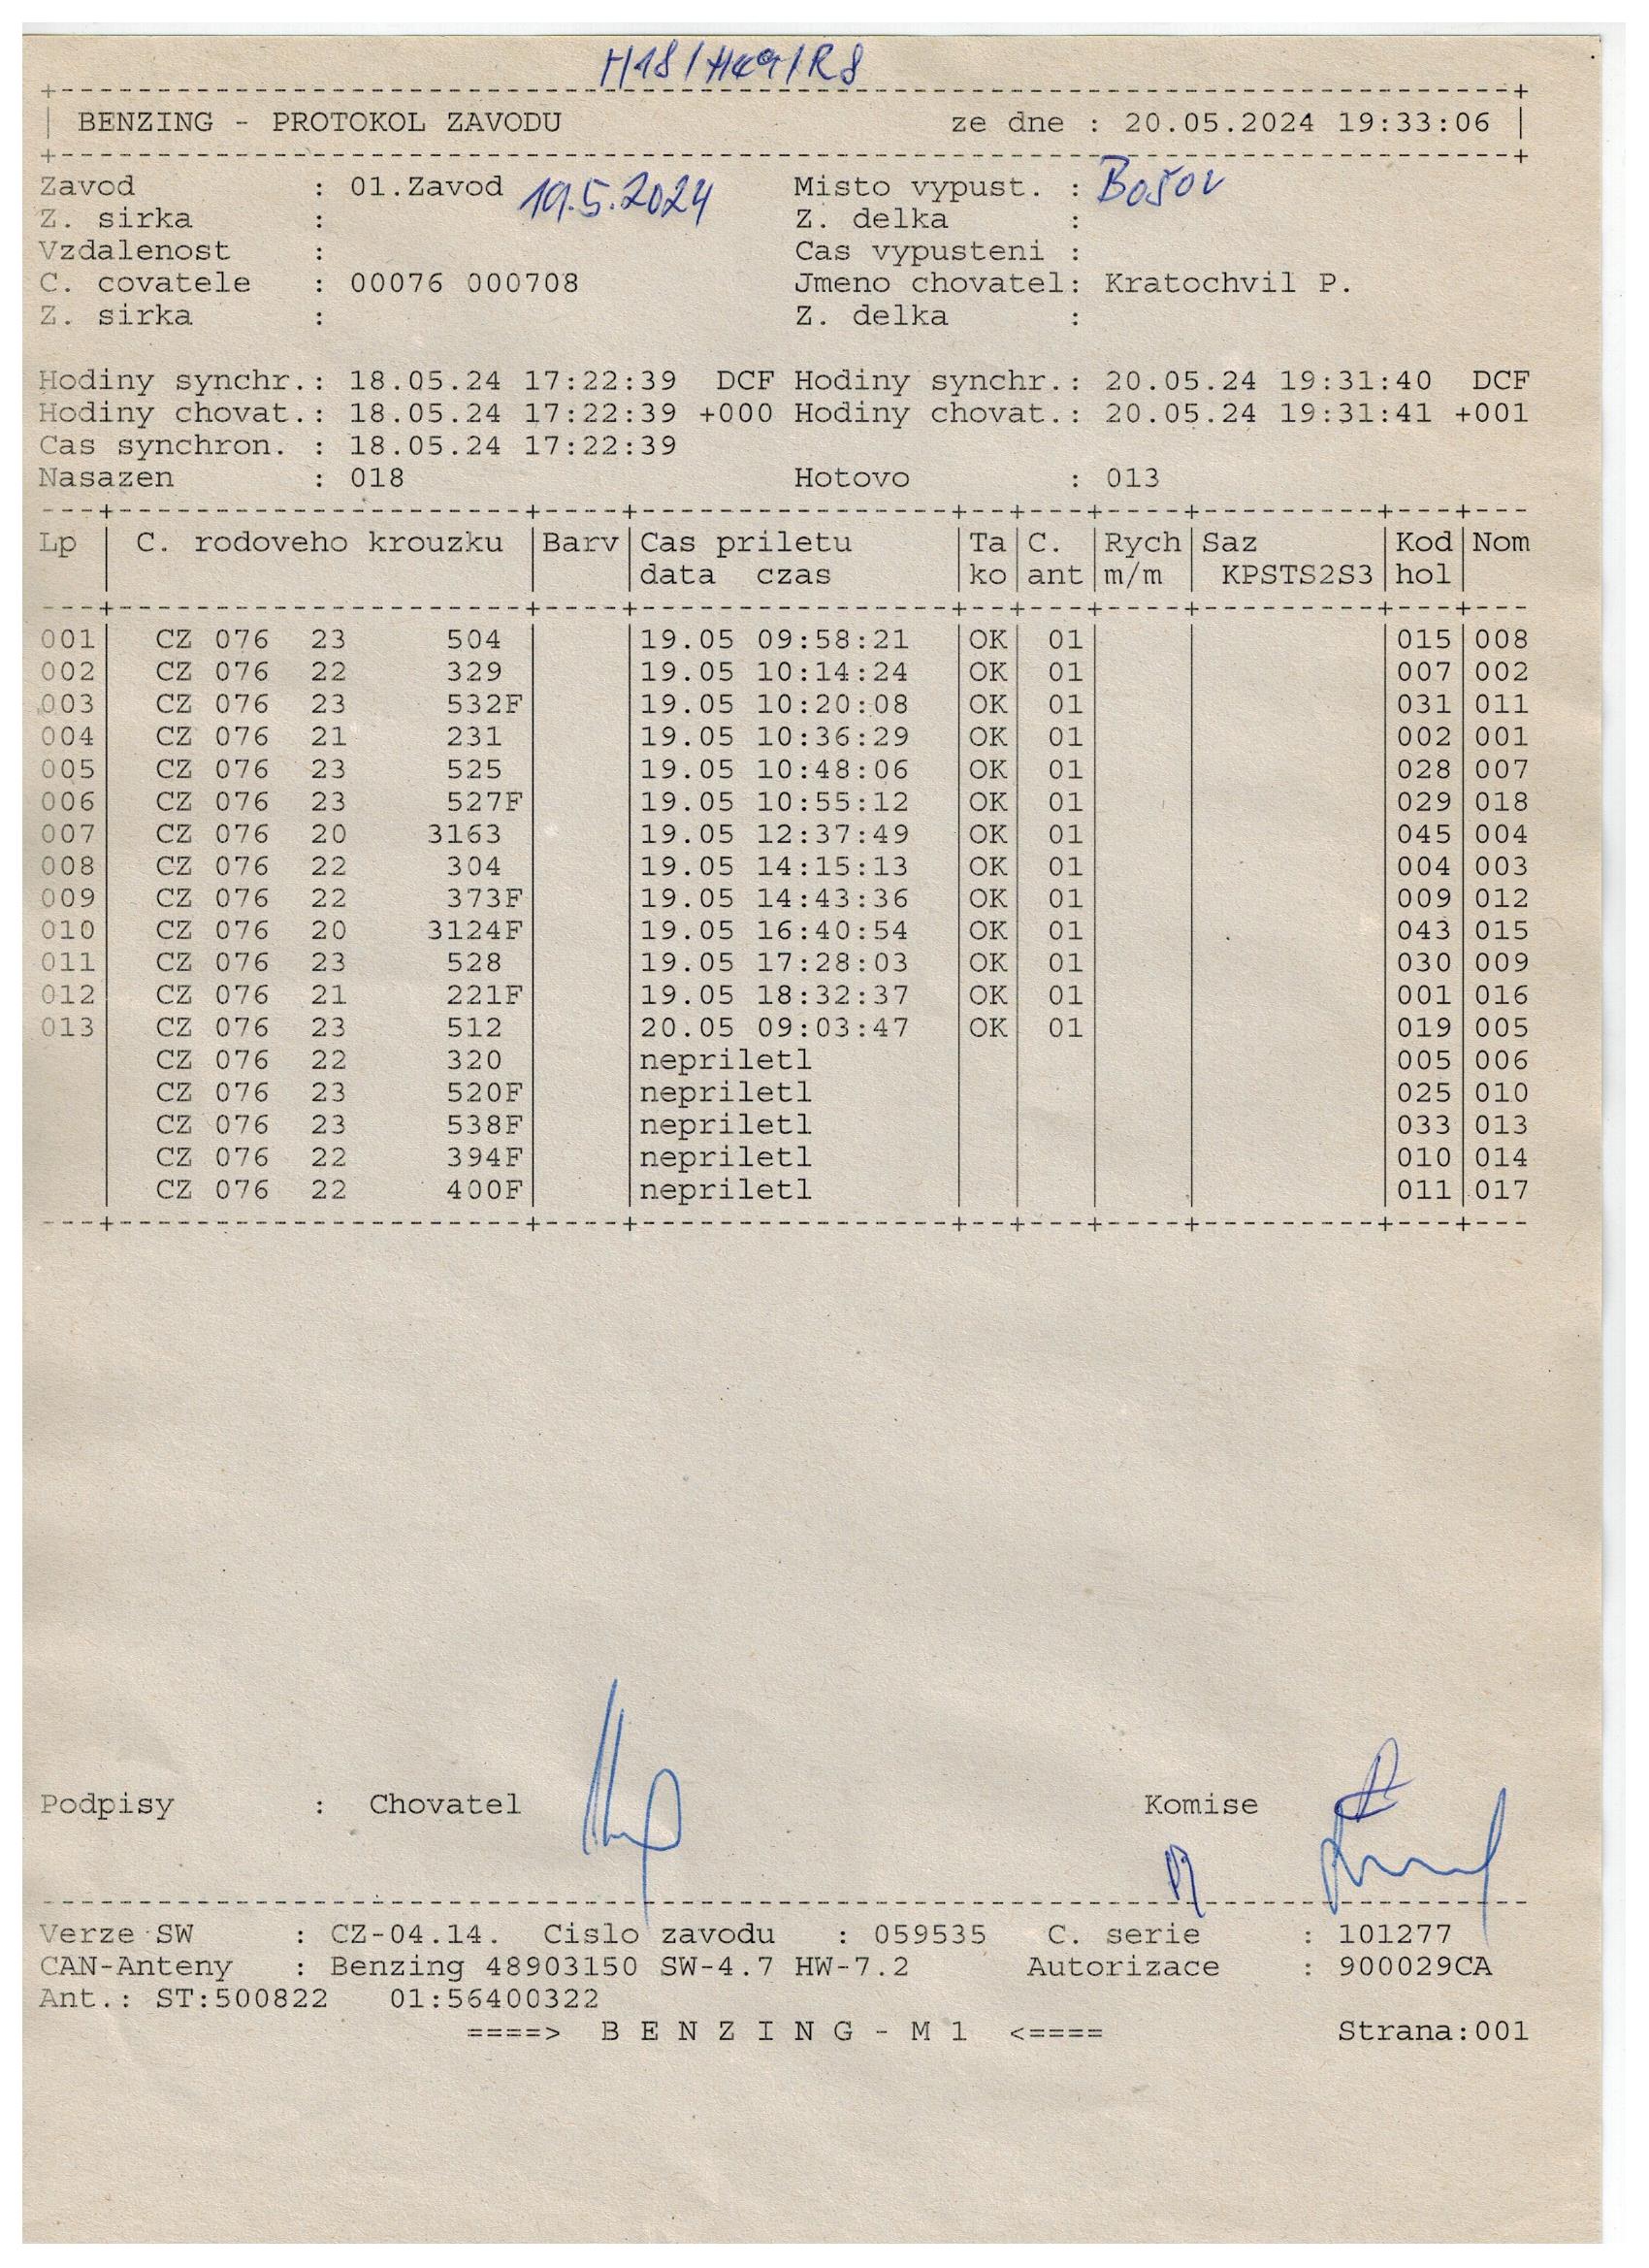 H18/
BENZING - PROTOKOL ZAVODU ze dne : 20.05.2024 19:33:06
Zavod : 01.Zavod 19.5.2024 Misto vypust. : Bošov
Z. sirka : Z. delka :
Vzdalenost : Cas vypusteni :
C. covatele : 00076 000708 Jmeno chovatel: Kratochvil P.
Z. sirka : Z. delka :
Hodiny synchr.: 18.05.24 17:22:39 DCF Hodiny synchr.: 20.05.24 19:31:40 DCF
Hodiny chovat.: 18.05.24 17:22:39 +000 Hodiny chovat.: 20.05.24 19:31:41 +001
Cas synchron. : 18.05.24 17:22:39
Nasazen : 018 Hotovo : 013
Lp | C. rodoveho krouzku |Barv|Cas priletu |Ta|C. |Rych|Saz |Kod|Nom
data czas |ko|ant|m/m | KPSTS2S3|hol|
001| CZ 076 23 504 | |19.05 09:58:21 |OK| 01| | |015|008
002| CZ 076 22 329 | |19.05 10:14:24 |OK| 01| | |007|002
003| CZ 076 23 532F| |19.05 10:20:08 |OK| 01| | |031|011
004| CZ 076 21 231 | |19.05 10:36:29 |OK| 01| | |002|001
005| CZ 076 23 525 | |19.05 10:48:06 |OK| 01| | |028|007
006| CZ 076 23 527F| |19.05 10:55:12 |OK| 01| | |029|018
007| CZ 076 20 3163 | |19.05 12:37:49 |OK| 01| | |045|004
008| CZ 076 22 304 | |19.05 14:15:13 |OK| 01| | |004|003
009| CZ 076 22 373F| |19.05 14:43:36 |OK| 01| | |009|012
010| CZ 076 20 3124F| |19.05 16:40:54 |OK| 01| | |043|015
011| CZ 076 23 528 | |19.05 17:28:03 |OK| 01| | |030|009
012| CZ 076 21 221F| |19.05 18:32:37 |OK| 01| | |001|016
013| CZ 076 23 512 | |20.05 09:03:47 |OK| 01| | |019|005
CZ 076 22 320 | |nepriletl | | | | |005|006
CZ 076 23 520F| |nepriletl | | | | |025|010
CZ 076 23 538F| |nepriletl | | | | |033|013
CZ 076 22 394F| |nepriletl | | | | |010|014
CZ 076 22 400F| |nepriletl | | | | |011|017
Podpisy : Chovatel Komise
Verze SW : CZ-04.14. Cislo zavodu : 059535 C. serie : 101277
CAN-Anteny : Benzing 48903150 SW-4.7 HW-7.2 Autorizace : 900029CA
Ant.: ST:500822 01:56400322
====> B E N Z I N G - M 1 <==== Strana:001